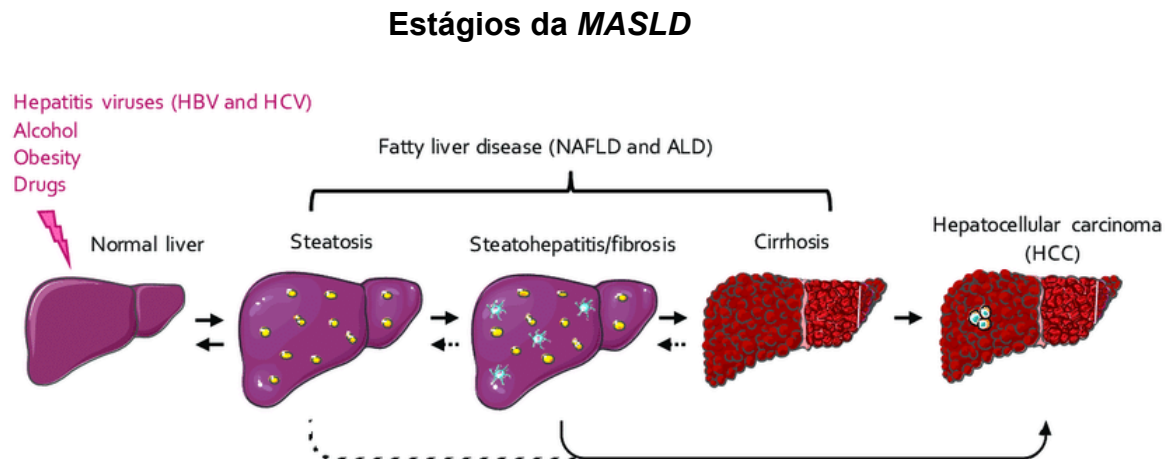 Estágios da MASLD
Hepatitis viruses (HBV and HCV)
Alcohol
Obesity
Drugs
Fatty liver disease (NAFLD and ALD)
Normal liver
Steatosis
Steatohepatitis/fibrosis
Cirrhosis
Hepatocellular carcinoma
(HCC)